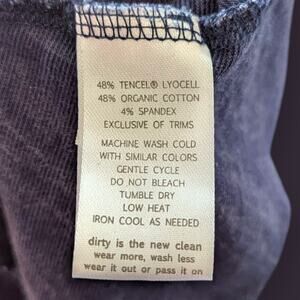 48% TENCEL® LYOCELL
48% ORGANIC COTTON
4% SPANDEX
EXCLUSIVE OF TRIMS
MACHINE WASH COLD
WITH SIMILAR COLORS
GENTLE CYCLE
DO NOT BLEACH
TUMBLE DRY
LOW HEAT
IRON COOL AS NEEDED
dirty is the new clean
wear more, wash less
wear it out or pass it on